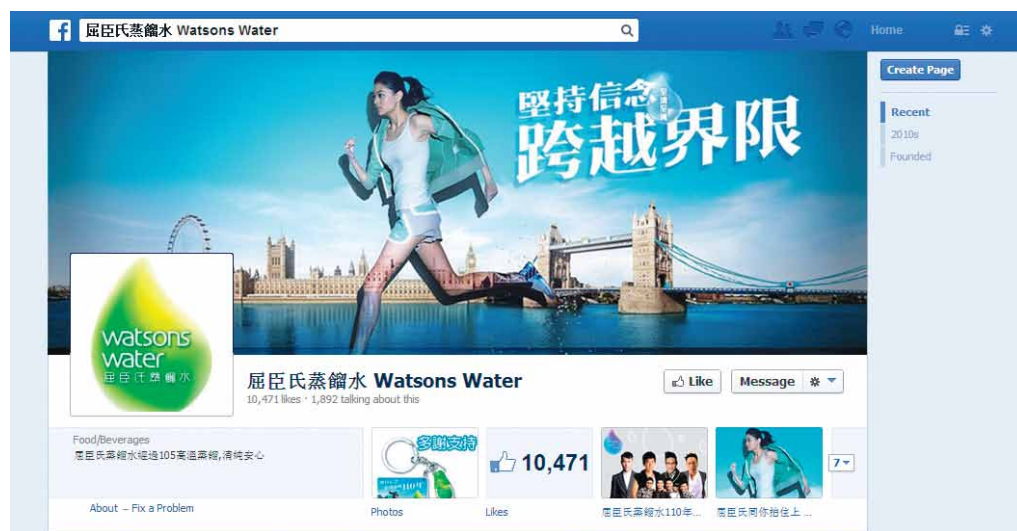 屈臣氏蒸餾水 Watsons Water
Home
Create Page
Recent
2010s
Founded
堅持信念
跨越界限
watsons
water
屈臣氏蒸餾水
屈臣氏蒸餾水 Watsons Water
10,471 likes · 1,892 talking about this
Like
Message
Food/Beverages
屈臣氏蒸餾水經過105高溫蒸餾,清純安心
About – Fix a Problem
多謝支持
110年
Photos
10,471
Likes
屈臣氏蒸餾水110年...
屈臣氏同你抬住上 ...
7